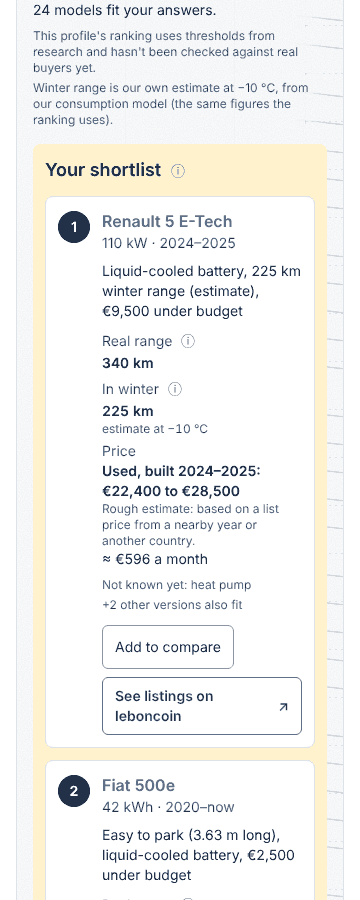 24 models fit your answers.
This profile's ranking uses thresholds from
research and hasn't been checked against real
buyers yet.
Winter range is our own estimate at −10 °C, from
our consumption model (the same figures the
ranking uses).
Your shortlist ⓘ
1
Renault 5 E-Tech
110 kW · 2024–2025
Liquid-cooled battery, 225 km
winter range (estimate),
€9,500 under budget
Real range ⓘ
340 km
In winter ⓘ
225 km
estimate at −10 °C
Price
Used, built 2024–2025:
€22,400 to €28,500
Rough estimate: based on a list
price from a nearby year or
another country.
≈ €596 a month
Not known yet: heat pump
+2 other versions also fit
Add to compare
See listings on
leboncoin
2
Fiat 500e
42 kWh · 2020–now
Easy to park (3.63 m long),
liquid-cooled battery, €2,500
under budget